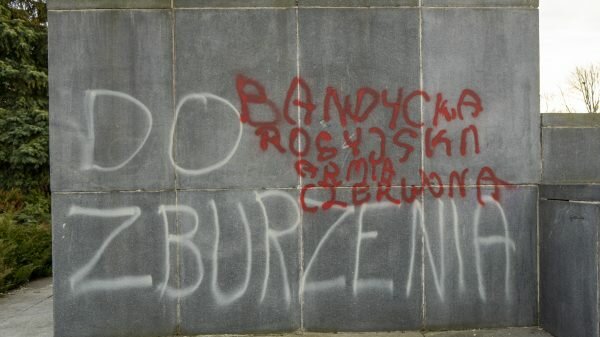 DO
BANDYCKA
ROSYJSKA
ARMIA
CZERWONA
ZBURZENIA